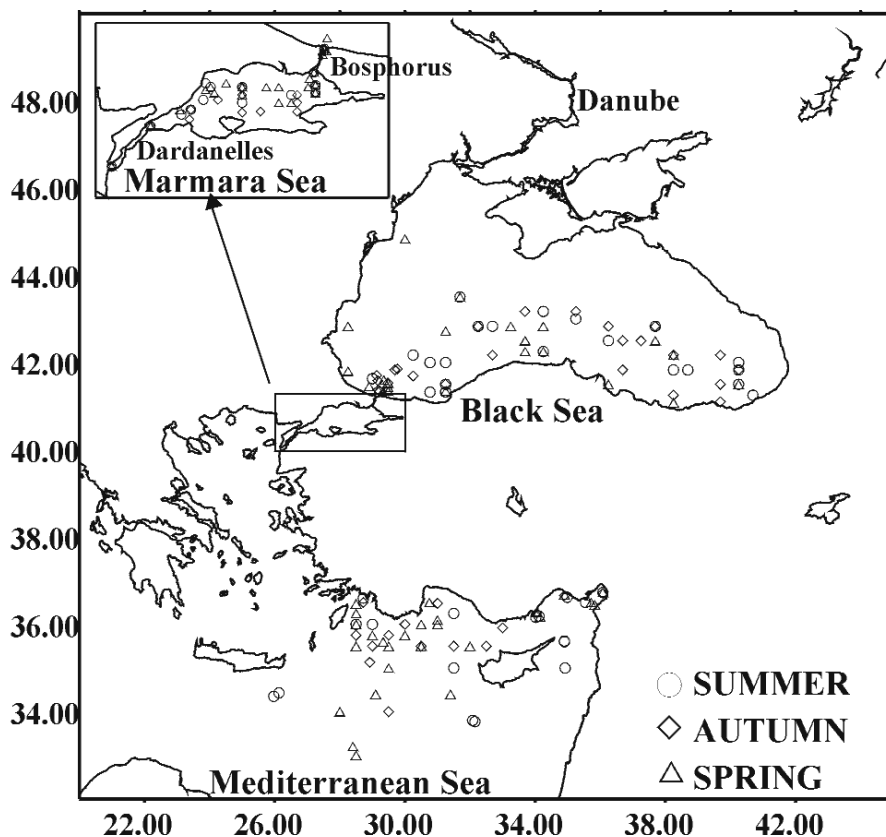 Bosphorus
48.00
Danube
Dardanelles
Marmara Sea
46.00
44.00
42.00
Black Sea
40.00
38.00
36.00
SUMMER
34.00
AUTUMN
SPRING
Mediterranean Sea
22.00 26.00 30.00 34.00 38.00 42.00